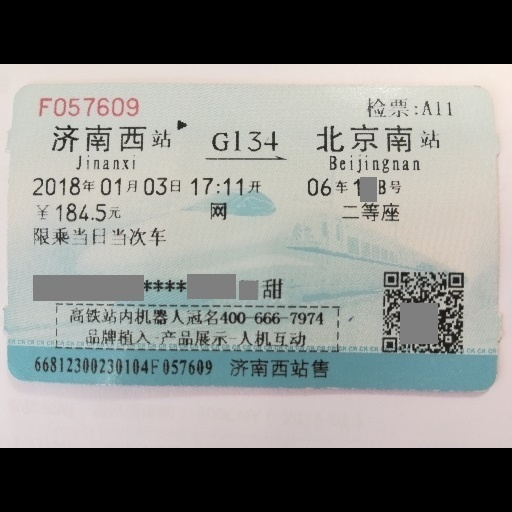 F057609 检票:A11
济南西站 G134 北京南站
Jinanxi Beijingnan
2018年01月03日17:11开 06车1 B号
￥184.5元 网 二等座
限乘当日当次车
**** 甜
高铁站内机器人冠名400-666-7974
品牌植入-产品展示-人机互动
66812300230104F057609 济南西站售